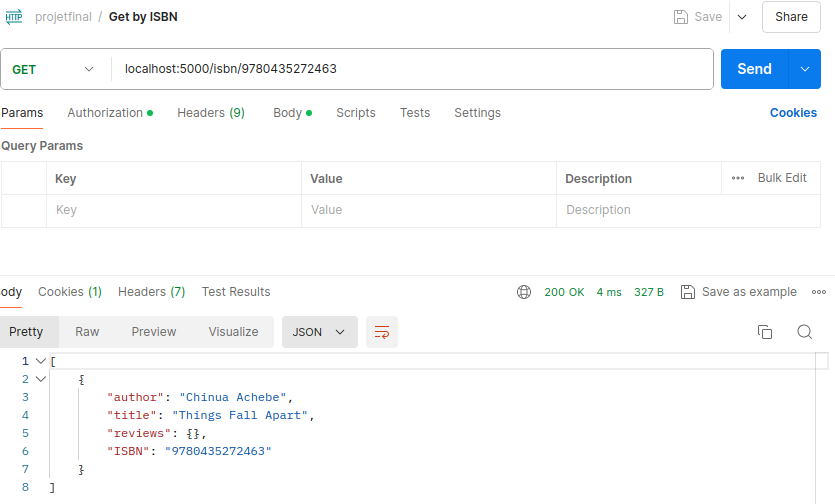 HTTP projetfinal / Get by ISBN Save Share
GET localhost:5000/isbn/9780435272463 Send
Params Authorization Headers (9) Body Scripts Tests Settings Cookies
Query Params
Key Value Description Bulk Edit
Key Value Description
ody Cookies (1) Headers (7) Test Results 200 OK 4 ms 327 B Save as example
Pretty Raw Preview Visualize JSON
1 [
2 {
3 "author": "Chinua Achebe",
4 "title": "Things Fall Apart",
5 "reviews": {},
6 "ISBN": "9780435272463"
7 }
8 ]